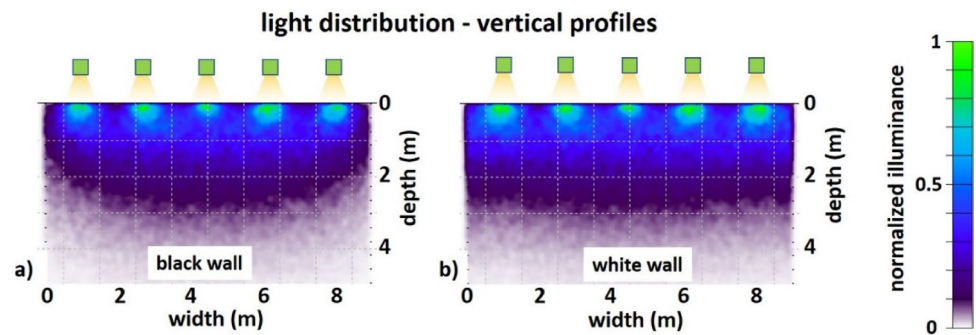 light distribution - vertical profiles
0
2
4
depth (m)
a)
black wall
0 2 4 6 8
width (m)
0
2
4
depth (m)
b)
white wall
0 2 4 6 8
width (m)
1
0.5
0
normalized illuminance